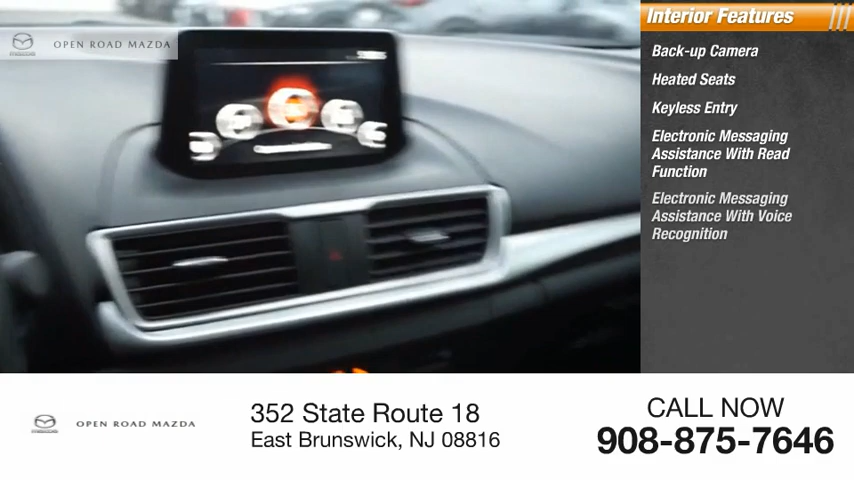 OPEN ROAD MAZDA
Interior Features
Back-up Camera
Heated Seats
Keyless Entry
Electronic Messaging
Assistance With Read
Function
Electronic Messaging
Assistance With Voice
Recognition
OPEN ROAD MAZDA
352 State Route 18
East Brunswick, NJ 08816
CALL NOW
908-875-7646